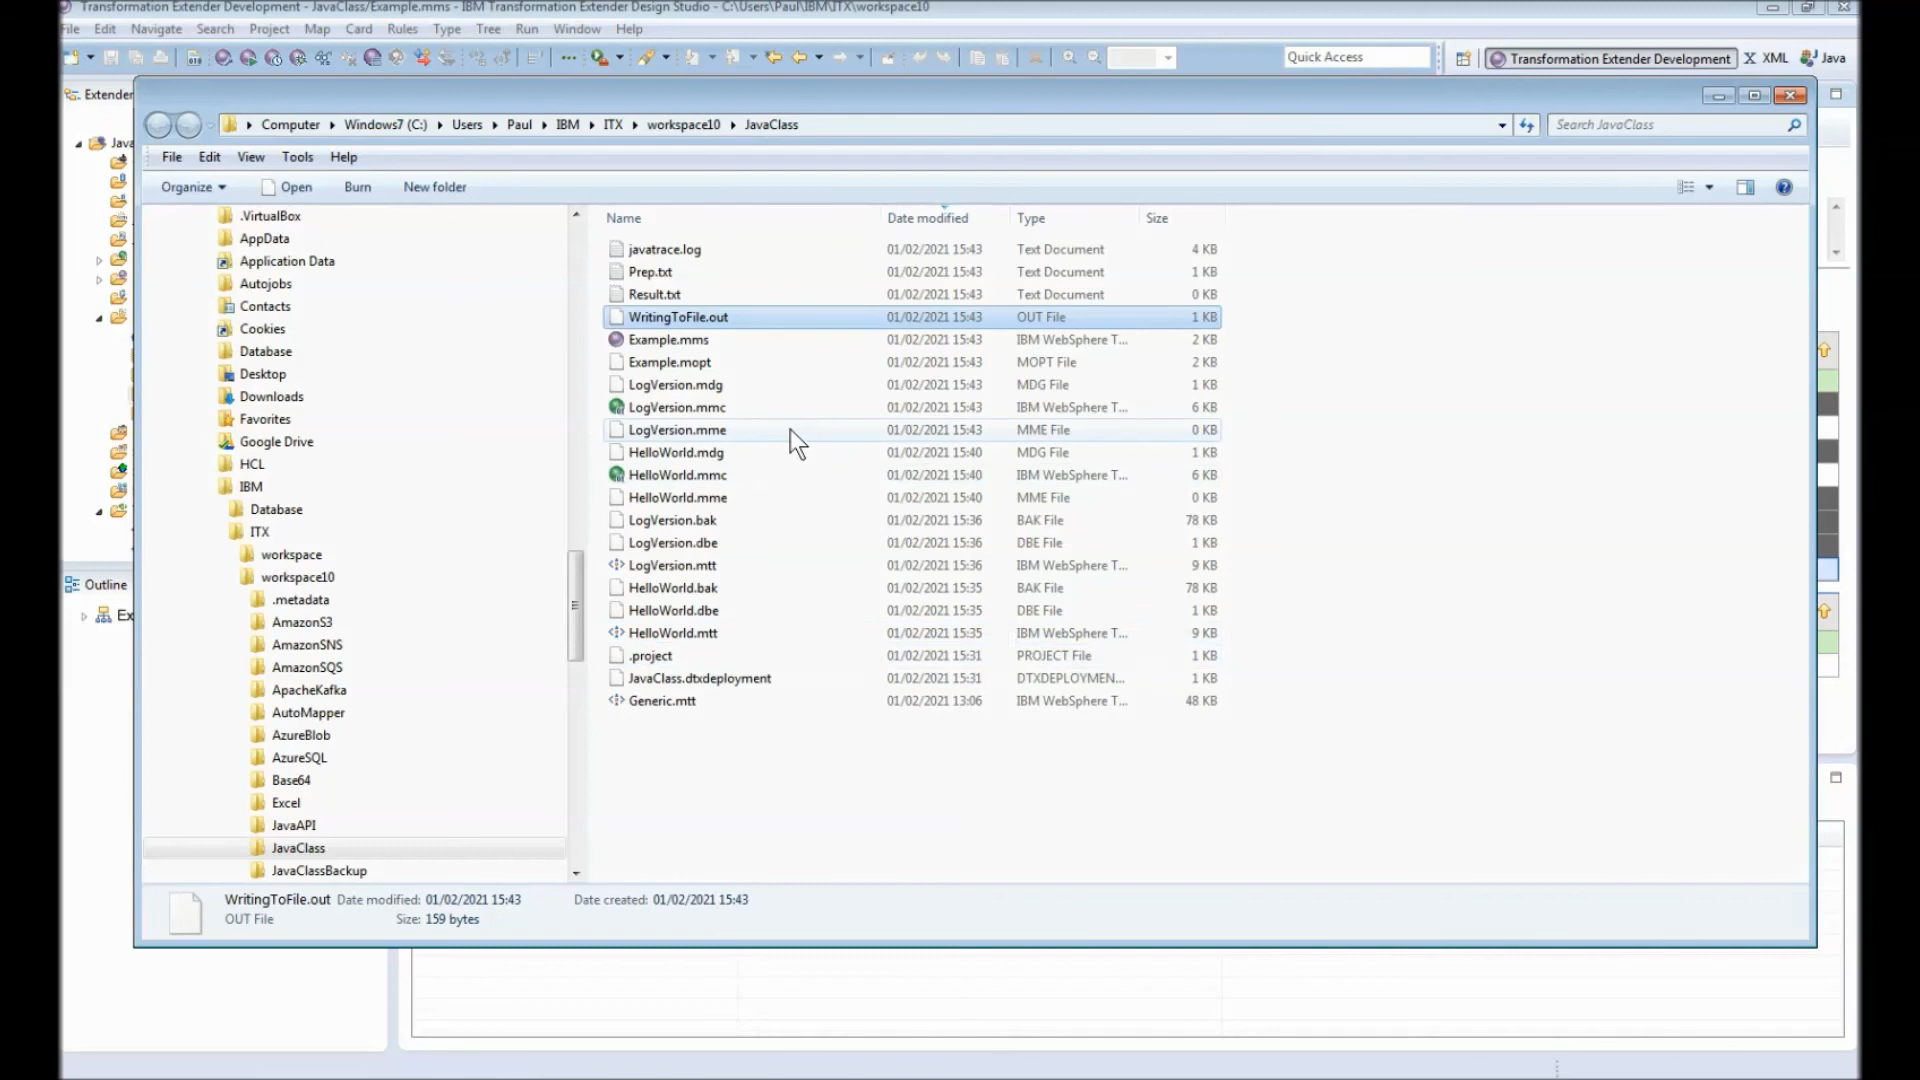 Transformation Extender Development - JavaClass/Example.mms - IBM Transformation Extender Design Studio - C:\Users\Paul\IBM\ITX\workspace10
File Edit Navigate Search Project Map Card Rules Type Tree Run Window Help
Quick Access Transformation Extender Development XML Java
Extender
Java
Computer Windows7 (C:) Users Paul IBM ITX workspace10 JavaClass Search JavaClass
File Edit View Tools Help
Organize Open Burn New folder
Name Date modified Type Size
.VirtualBox
AppData
Application Data
Autojobs
Contacts
Cookies
Database
Desktop
Downloads
Favorites
Google Drive
HCL
IBM
Database
ITX
workspace
workspace10
.metadata
AmazonS3
AmazonSNS
AmazonSQS
ApacheKafka
AutoMapper
AzureBlob
AzureSQL
Base64
Excel
JavaAPI
JavaClass
JavaClassBackup
javatrace.log 01/02/2021 15:43 Text Document 4 KB
Prep.txt 01/02/2021 15:43 Text Document 1 KB
Result.txt 01/02/2021 15:43 Text Document 0 KB
WritingToFile.out 01/02/2021 15:43 OUT File 1 KB
Example.mms 01/02/2021 15:43 IBM WebSphere T... 2 KB
Example.mopt 01/02/2021 15:43 MOPT File 2 KB
LogVersion.mdg 01/02/2021 15:43 MDG File 1 KB
LogVersion.mmc 01/02/2021 15:43 IBM WebSphere T... 6 KB
LogVersion.mme 01/02/2021 15:43 MME File 0 KB
HelloWorld.mdg 01/02/2021 15:40 MDG File 1 KB
HelloWorld.mmc 01/02/2021 15:40 IBM WebSphere T... 6 KB
HelloWorld.mme 01/02/2021 15:40 MME File 0 KB
LogVersion.bak 01/02/2021 15:36 BAK File 78 KB
LogVersion.dbe 01/02/2021 15:36 DBE File 1 KB
LogVersion.mtt 01/02/2021 15:36 IBM WebSphere T... 9 KB
HelloWorld.bak 01/02/2021 15:35 BAK File 78 KB
HelloWorld.dbe 01/02/2021 15:35 DBE File 1 KB
HelloWorld.mtt 01/02/2021 15:35 IBM WebSphere T... 9 KB
.project 01/02/2021 15:31 PROJECT File 1 KB
JavaClass.dtxdeployment 01/02/2021 15:31 DTXDEPLOYMEN... 1 KB
Generic.mtt 01/02/2021 13:06 IBM WebSphere T... 48 KB
Outline
Ex
WritingToFile.out Date modified: 01/02/2021 15:43 Date created: 01/02/2021 15:43
OUT File Size: 159 bytes